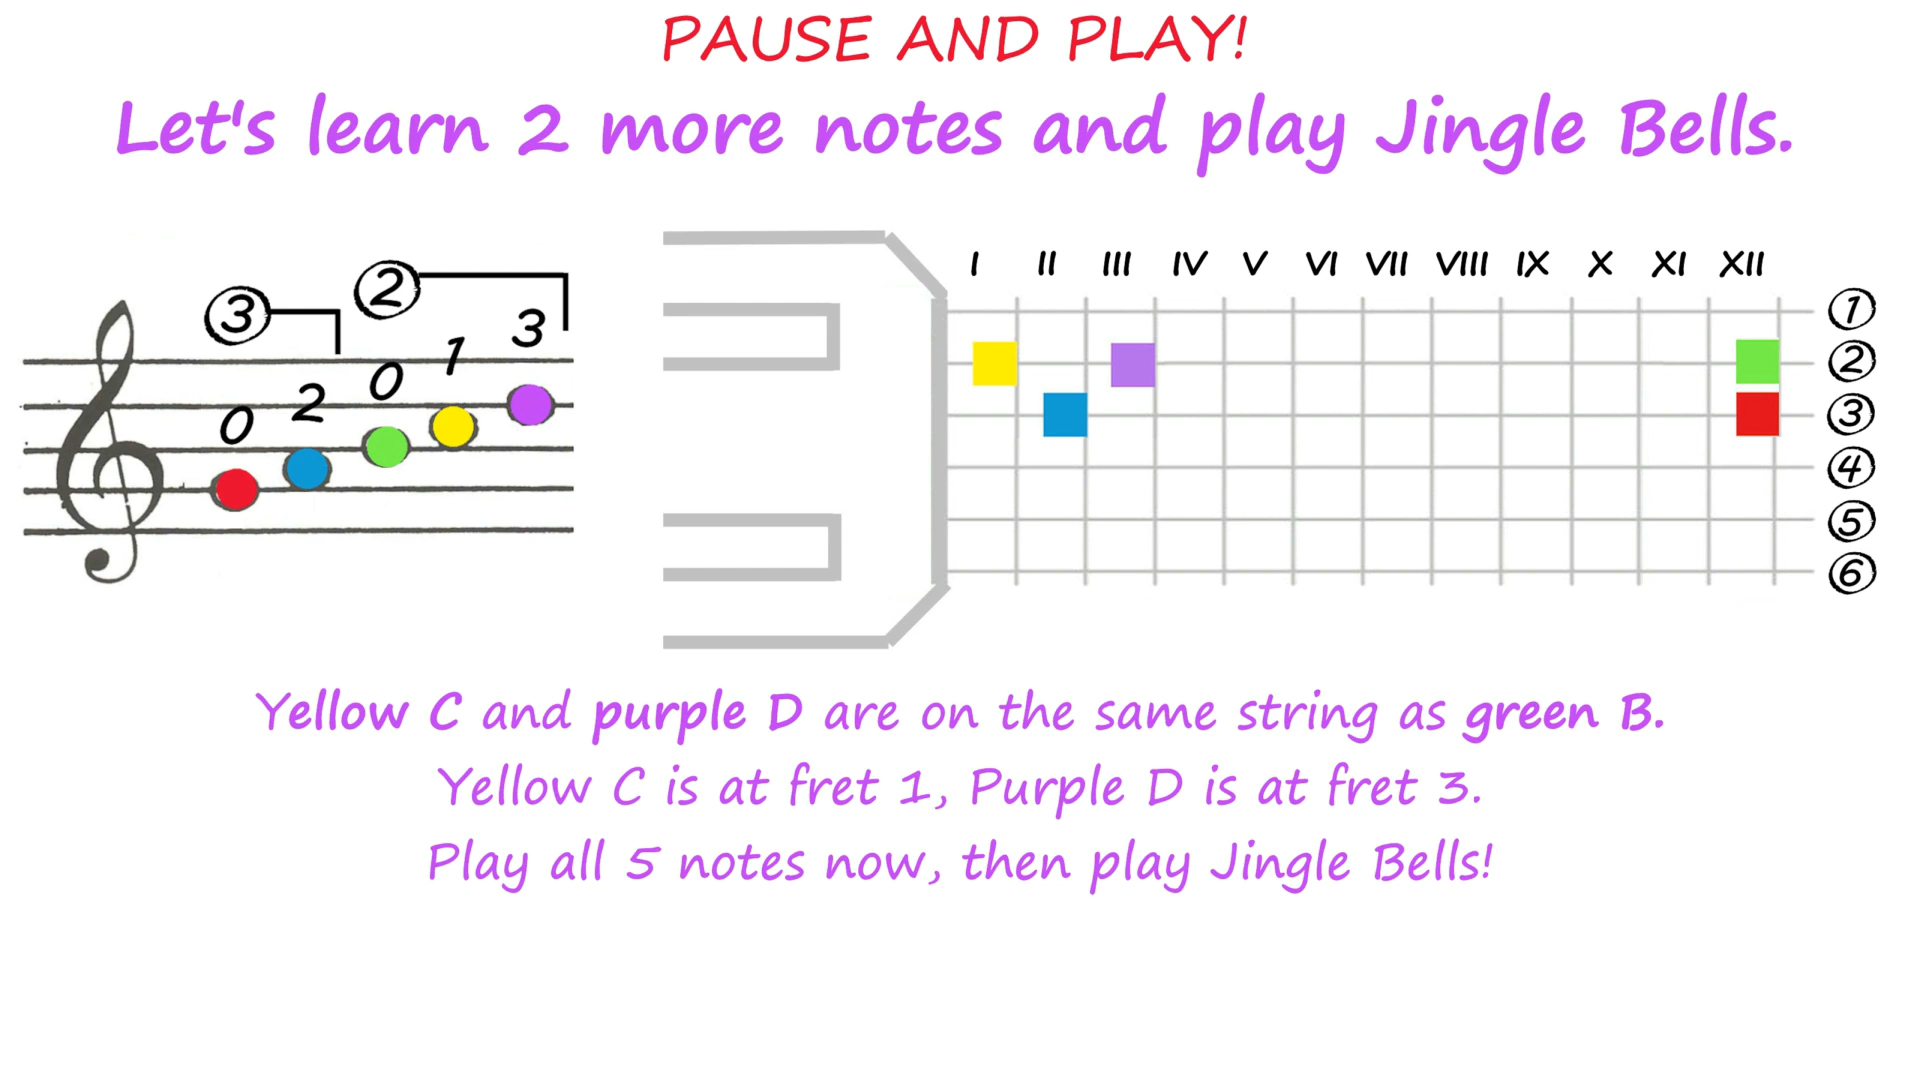 PAUSE AND PLAY!
Let's learn 2 more notes and play Jingle Bells.
3 2
0 2 0 1 3
I II III IV V VI VII VIII IX X XI XII
1
2
3
4
5
6
Yellow C and purple D are on the same string as green B.
Yellow C is at fret 1, Purple D is at fret 3.
Play all 5 notes now, then play Jingle Bells!